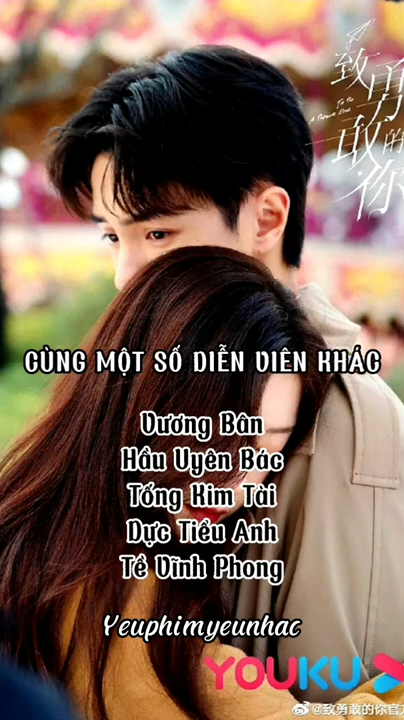 致勇敢的你
To Be
A Brave One
CÙNG MỘT SỐ DIỄN VIÊN KHÁC
Vương Bân
Hầu Uyên Bác
Tống Kim Tài
Dực Tiểu Anh
Tề Vĩnh Phong
Yeuphimyeunhac
YOUKU
@致勇敢的你官方